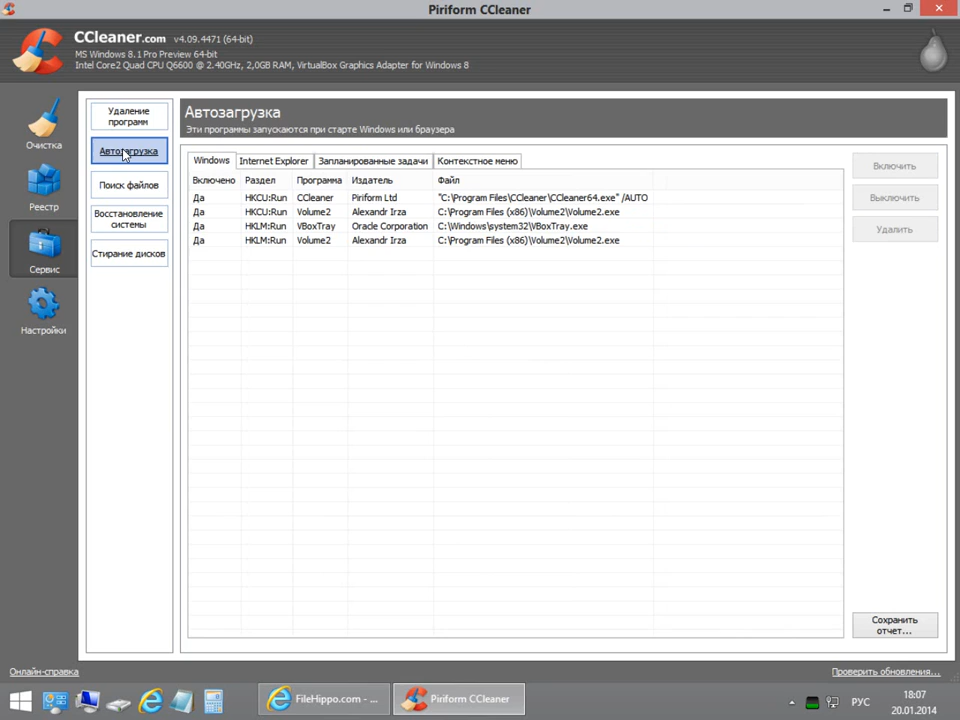 Piriform CCleaner
CCleaner.com v4.09.4471 (64-bit)
MS Windows 8.1 Pro Preview 64-bit
Intel Core2 Quad CPU Q6600 @ 2.40GHz, 2,0GB RAM, VirtualBox Graphics Adapter for Windows 8
Очистка
Реестр
Сервис
Настройки
Удаление
программ
Автозагрузка
Поиск файлов
Восстановление
системы
Стирание дисков
Автозагрузка
Эти программы запускаются при старте Windows или браузера
Windows Internet Explorer Запланированные задачи Контекстное меню
Включено Раздел Программа Издатель Файл
Да HKCU:Run CCleaner Piriform Ltd "C:\Program Files\CCleaner\CCleaner64.exe" /AUTO
Да HKCU:Run Volume2 Alexandr Irza C:\Program Files (x86)\Volume2\Volume2.exe
Да HKLM:Run VBoxTray Oracle Corporation C:\Windows\system32\VBoxTray.exe
Да HKLM:Run Volume2 Alexandr Irza C:\Program Files (x86)\Volume2\Volume2.exe
Включить
Выключить
Удалить
Сохранить
отчет...
Онлайн-справка
Проверить обновления...
FileHippo.com - ...
Piriform CCleaner
РУС
18:07
20.01.2014